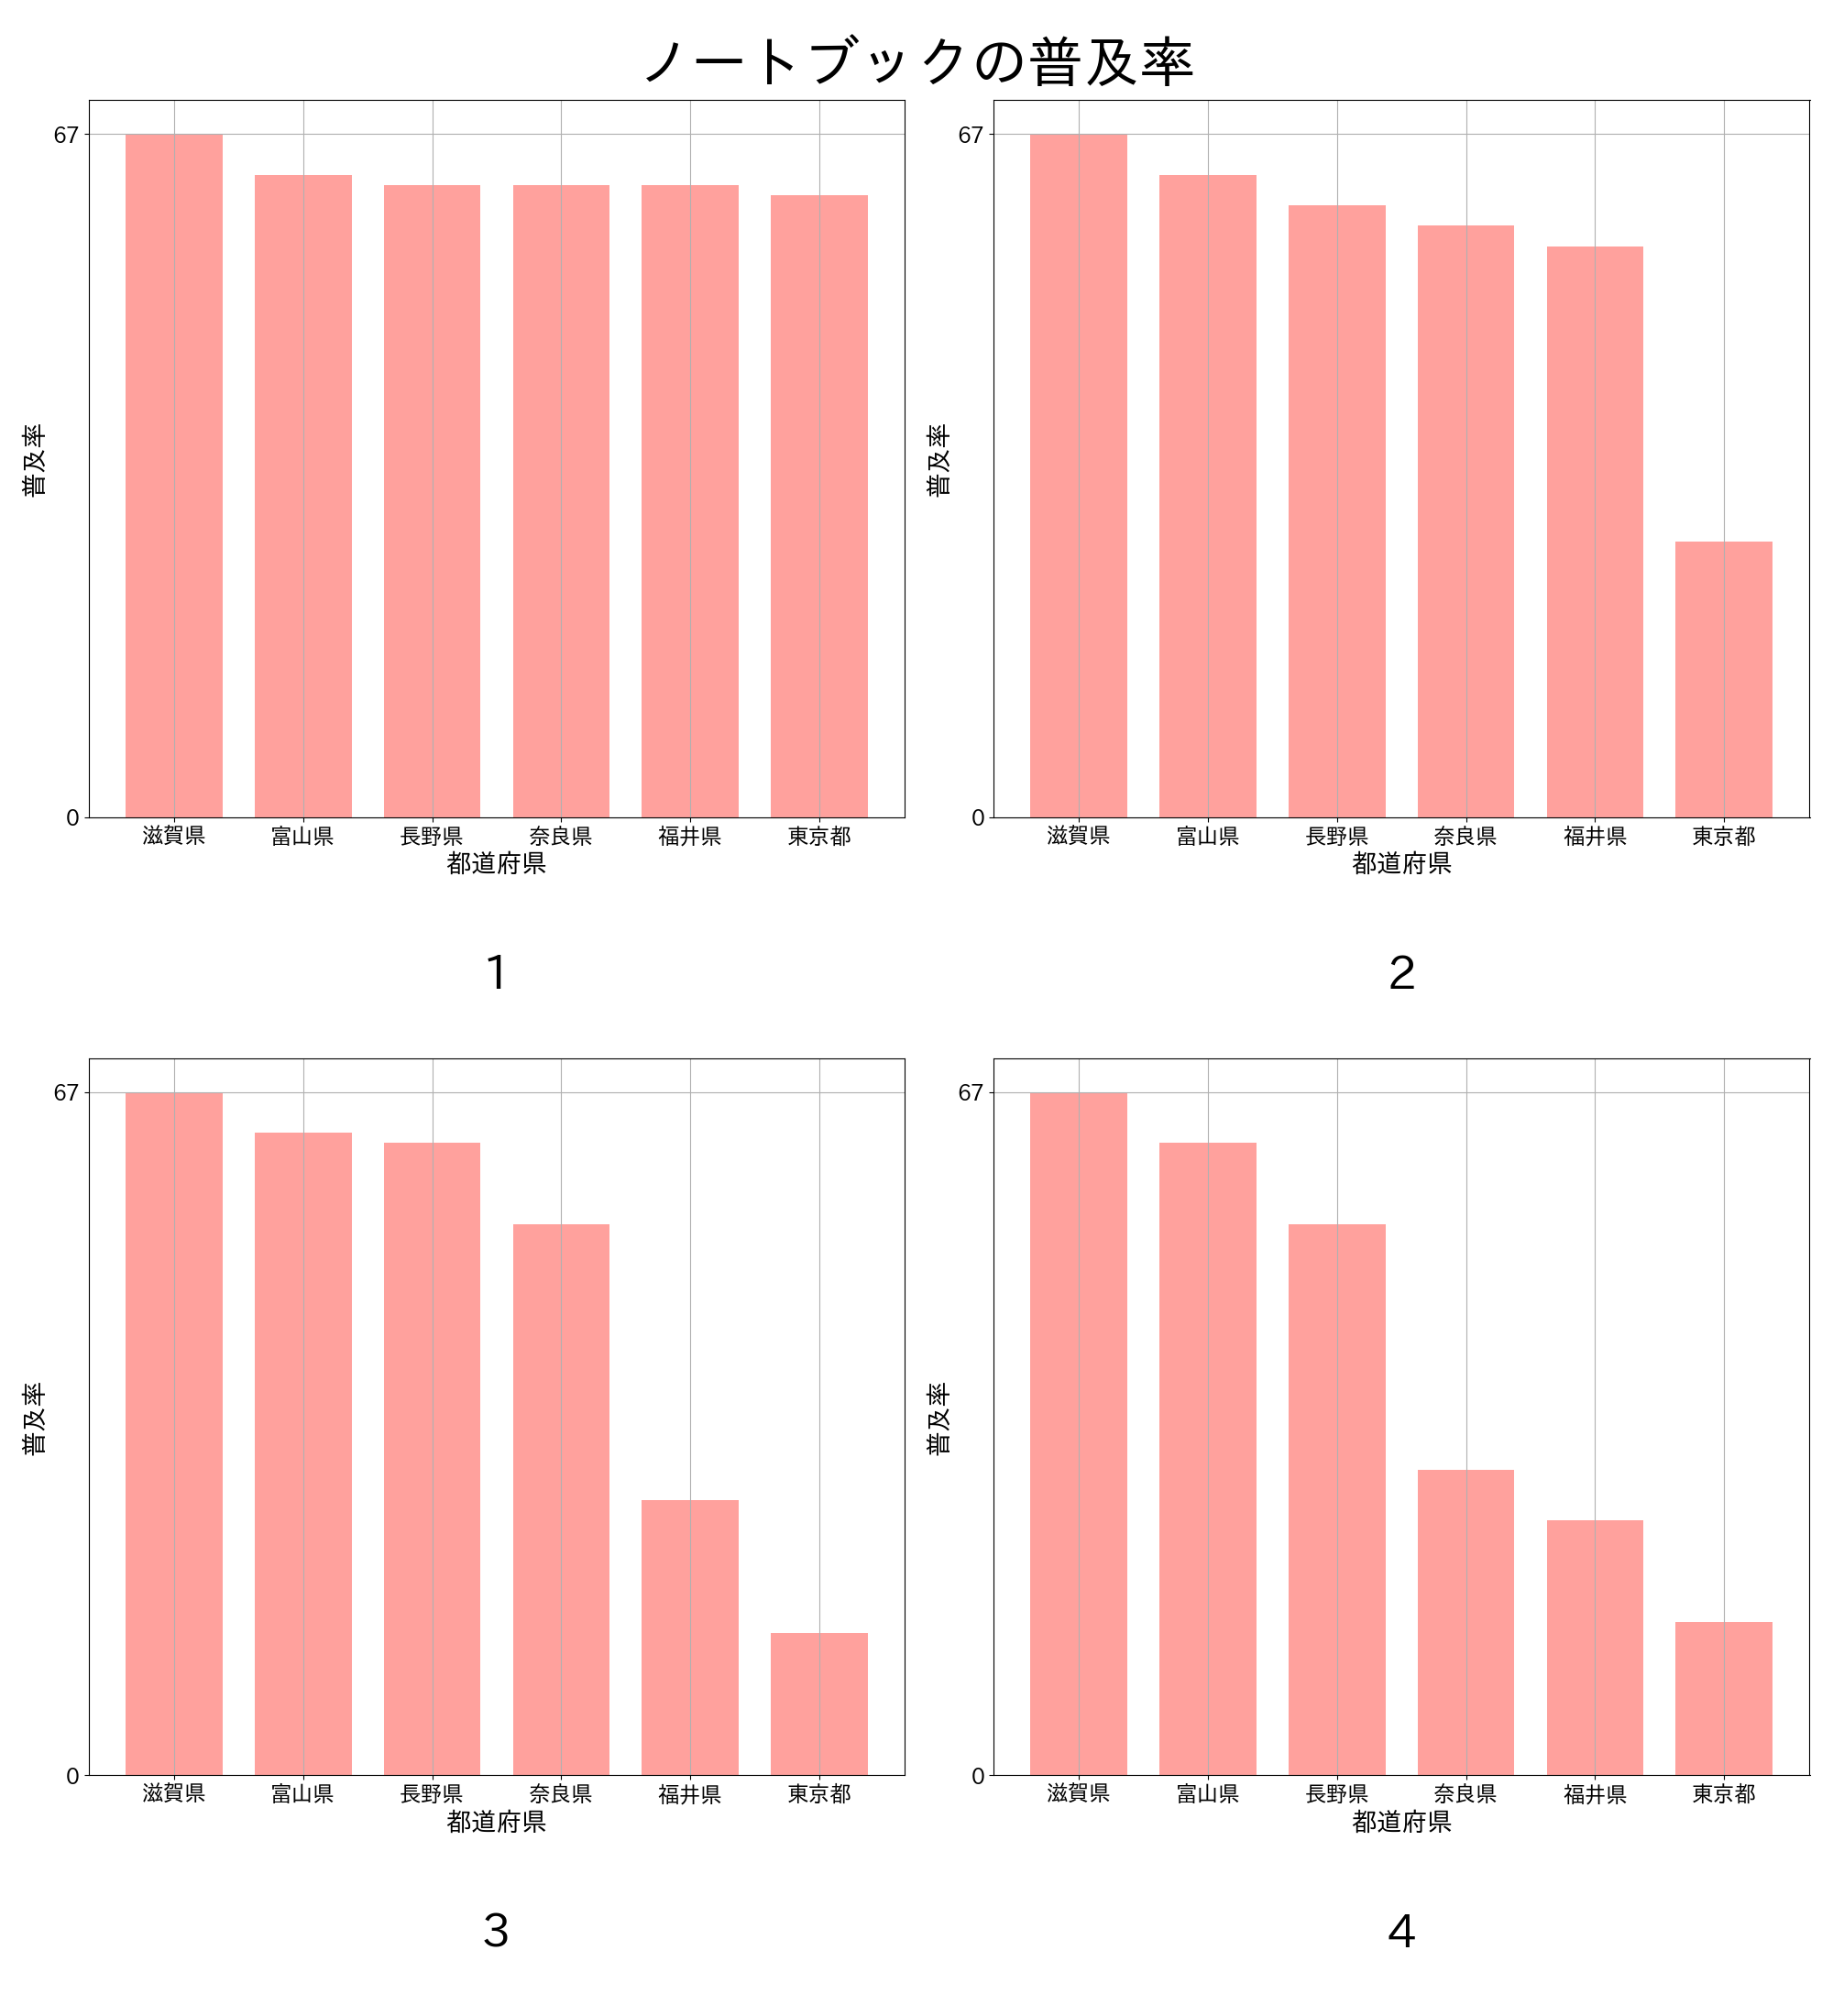 ノートブックの普及率
67
0
普及率
滋賀県 富山県 長野県 奈良県 福井県 東京都
都道府県
1
67
0
普及率
滋賀県 富山県 長野県 奈良県 福井県 東京都
都道府県
2
67
0
普及率
滋賀県 富山県 長野県 奈良県 福井県 東京都
都道府県
3
67
0
普及率
滋賀県 富山県 長野県 奈良県 福井県 東京都
都道府県
4